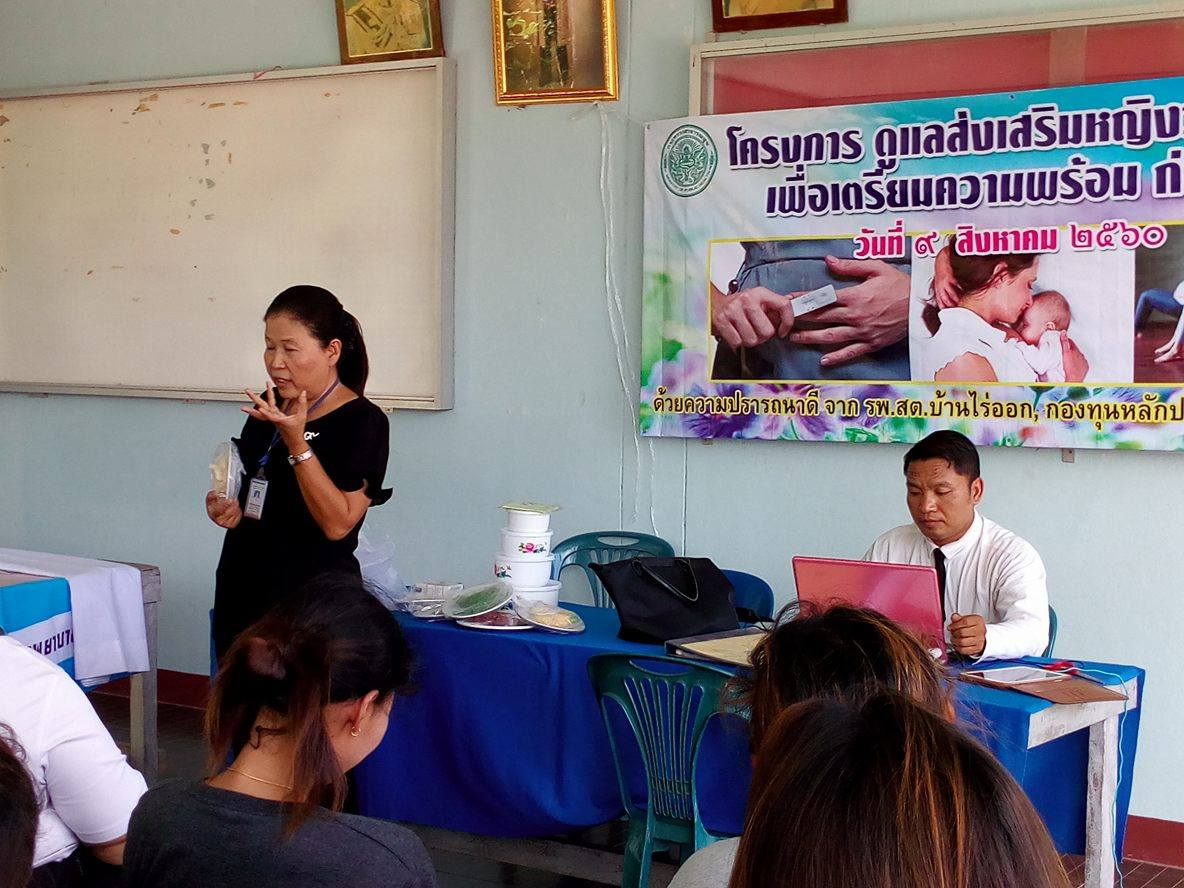 โครงการ ดูแลส่งเสริมหญิง
เพื่อเตรียมความพร้อม
วันที่ ๙ สิงหาคม ๒๕๖๐
ด้วยความปรารถนาดี จาก รพ.สต.บ้านไร่ออก, กองทุนหลักป